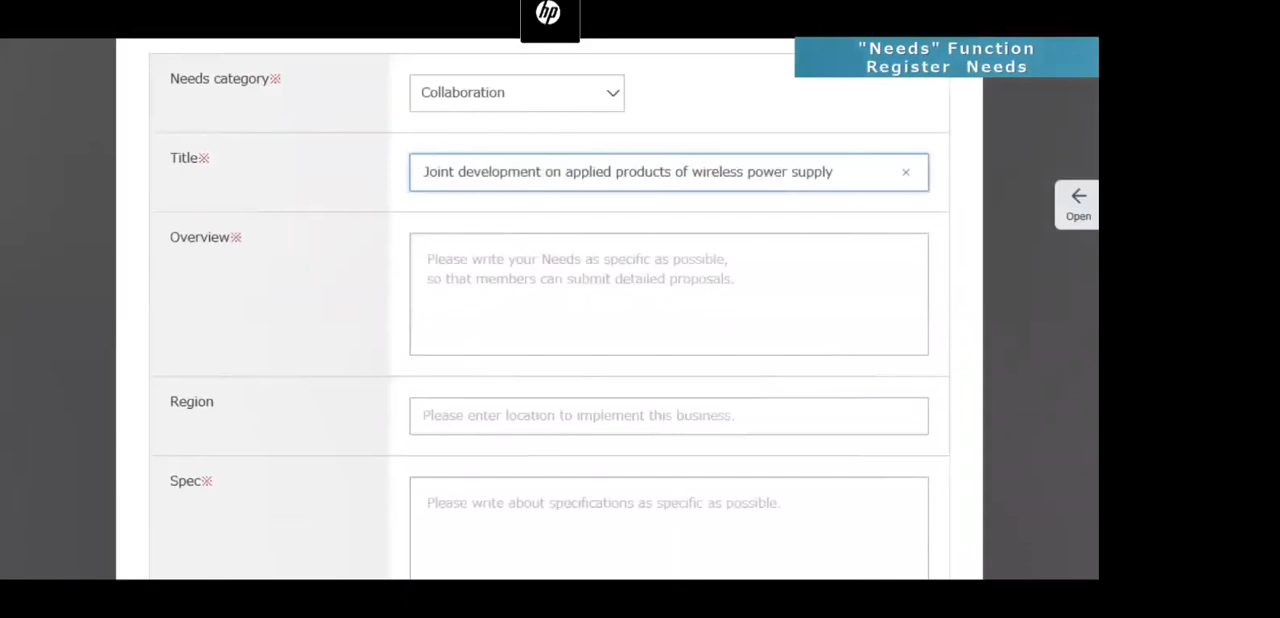 hp
"Needs" Function
Register Needs
Needs category※
Collaboration
Title※
Joint development on applied products of wireless power supply ×
Open
Overview※
Please write your Needs as specific as possible,
so that members can submit detailed proposals.
Region
Please enter location to implement this business.
Spec※
Please write about specifications as specific as possible.